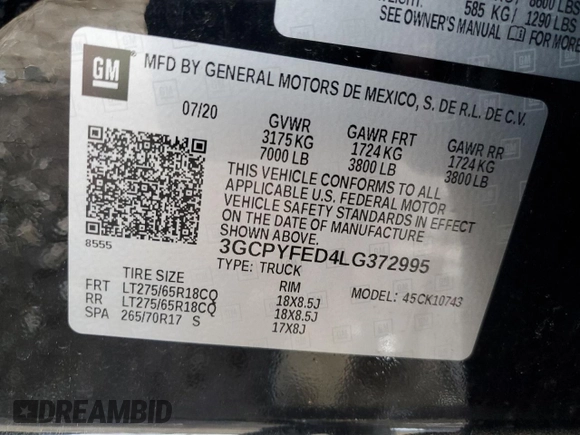 8600 LBS
585 KG / 1290 LBS
SEE OWNER'S MANUAL FOR MORE
GM
MFD BY GENERAL MOTORS DE MEXICO, S. DE R.L. DE C.V.
07/20
GVWR GAWR FRT GAWR RR
3175 KG 1724 KG 1724 KG
7000 LB 3800 LB 3800 LB
THIS VEHICLE CONFORMS TO ALL
APPLICABLE U.S. FEDERAL MOTOR
VEHICLE SAFETY STANDARDS IN EFFECT
ON THE DATE OF MANUFACTURE
SHOWN ABOVE.
8555
3GCPYFED4LG372995
TYPE: TRUCK
TIRE SIZE RIM MODEL: 45CK10743
FRT LT275/65R18CQ 18X8.5J
RR LT275/65R18CQ 18X8.5J
SPA 265/70R17 S 17X8J
DREAMBID